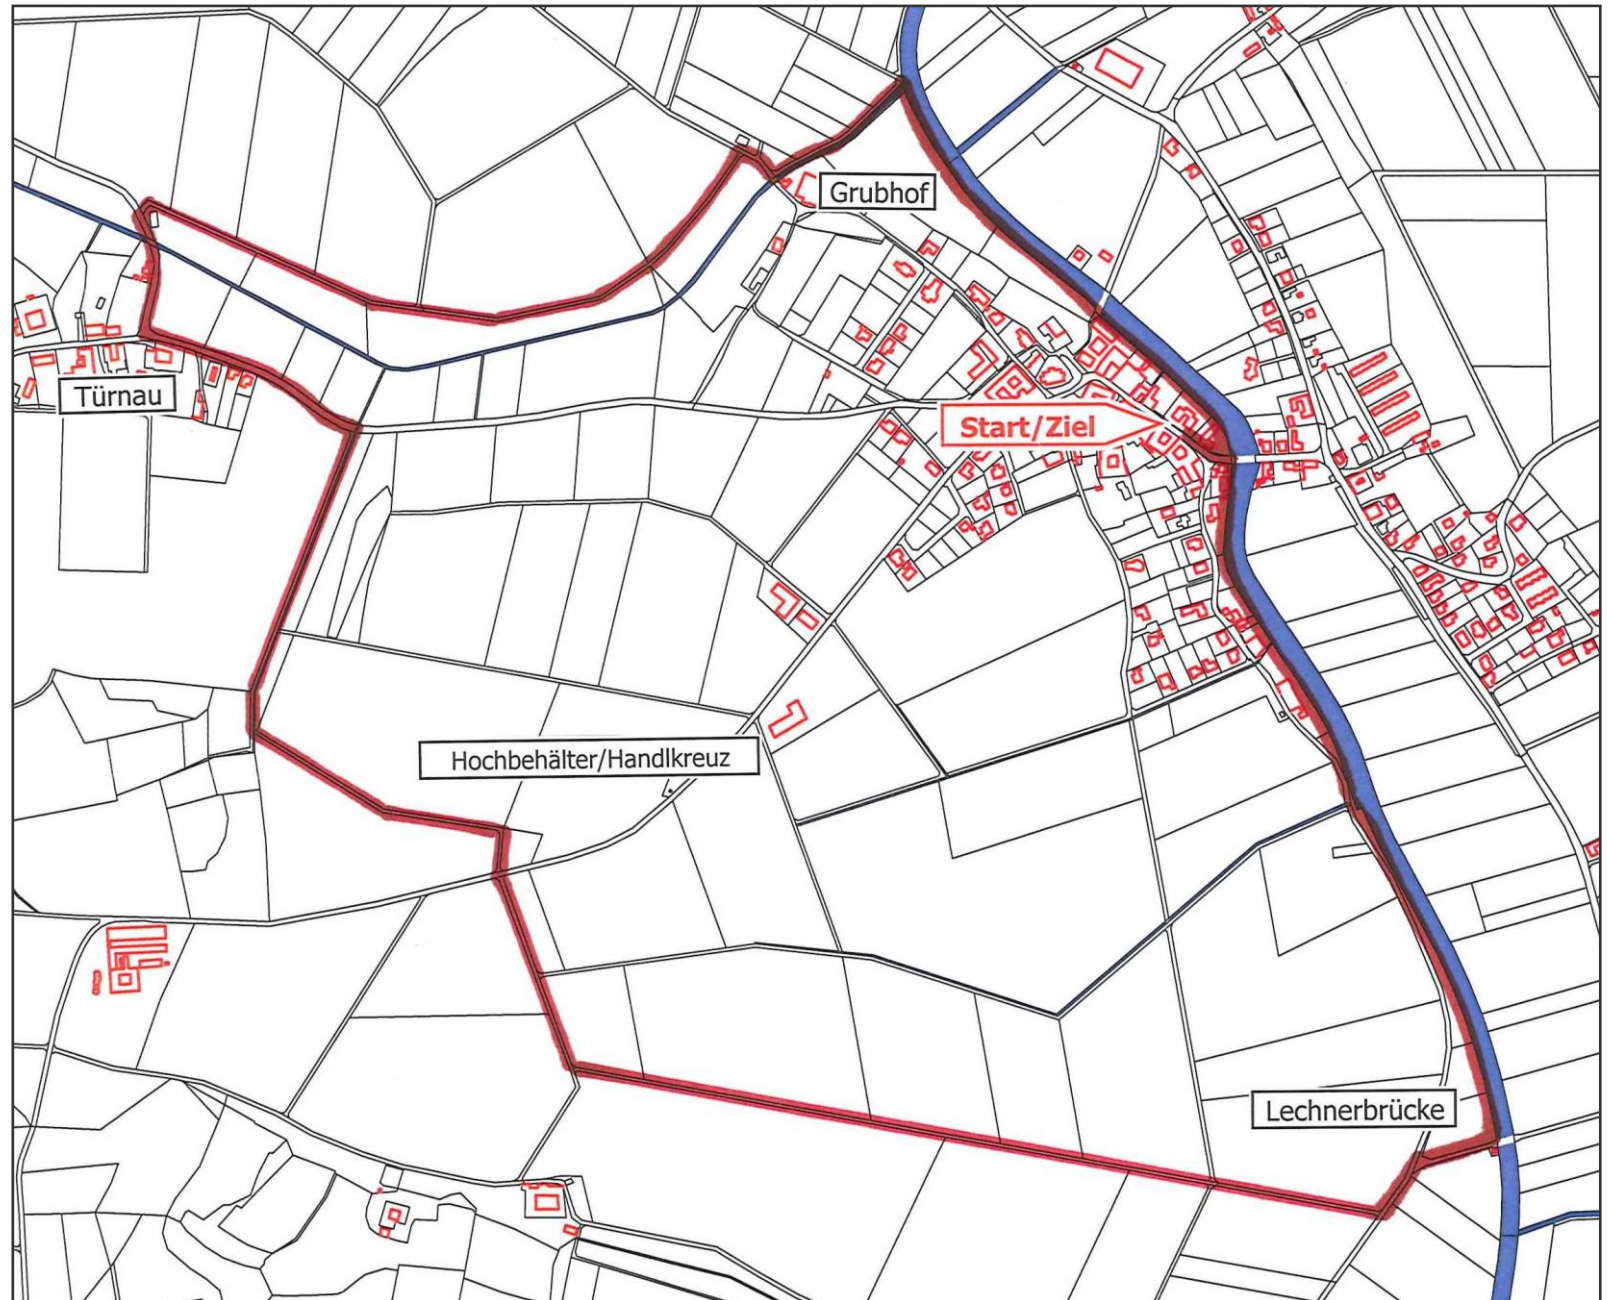 Grubhof
Türnau
Start/Ziel
Hochbehälter/Handlkreuz
Lechnerbrücke